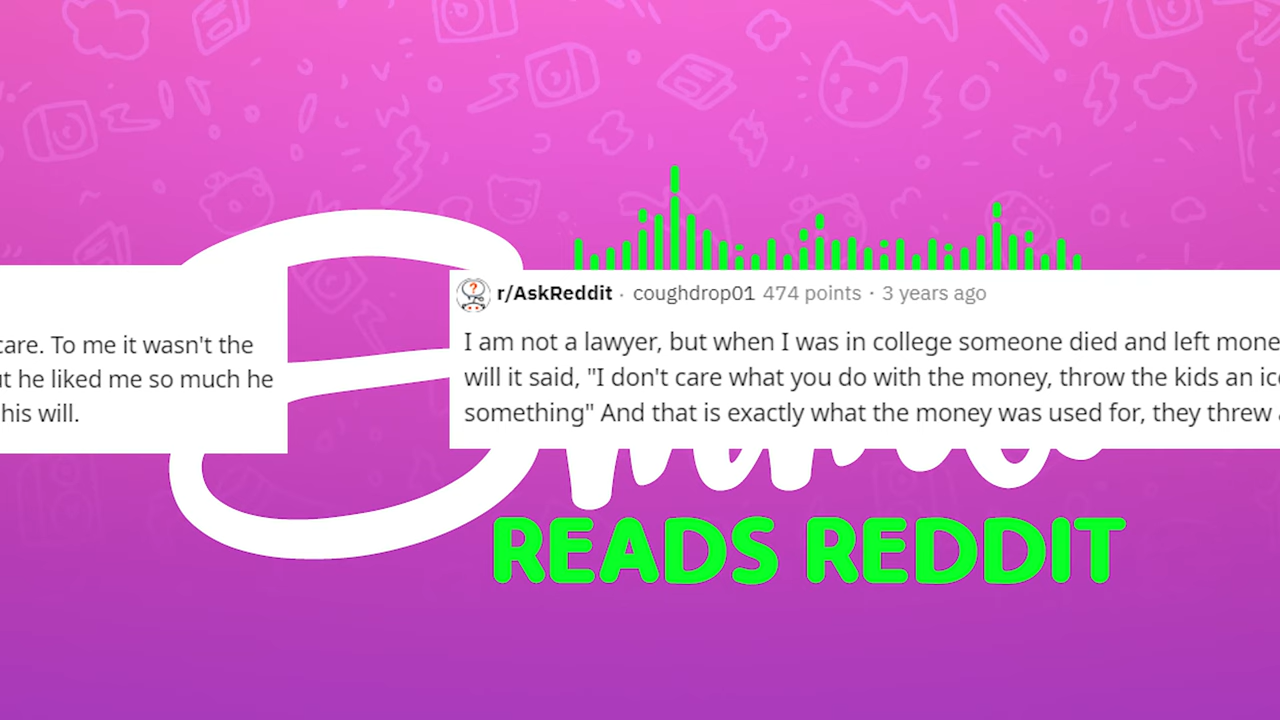 care. To me it wasn't the
he liked me so much he
his will.
r/AskReddit · coughdrop01 474 points · 3 years ago
I am not a lawyer, but when I was in college someone died and left
will it said, "I don't care what you do with the money, throw the kids an
something" And that is exactly what the money was used for, they threw
READS REDDIT